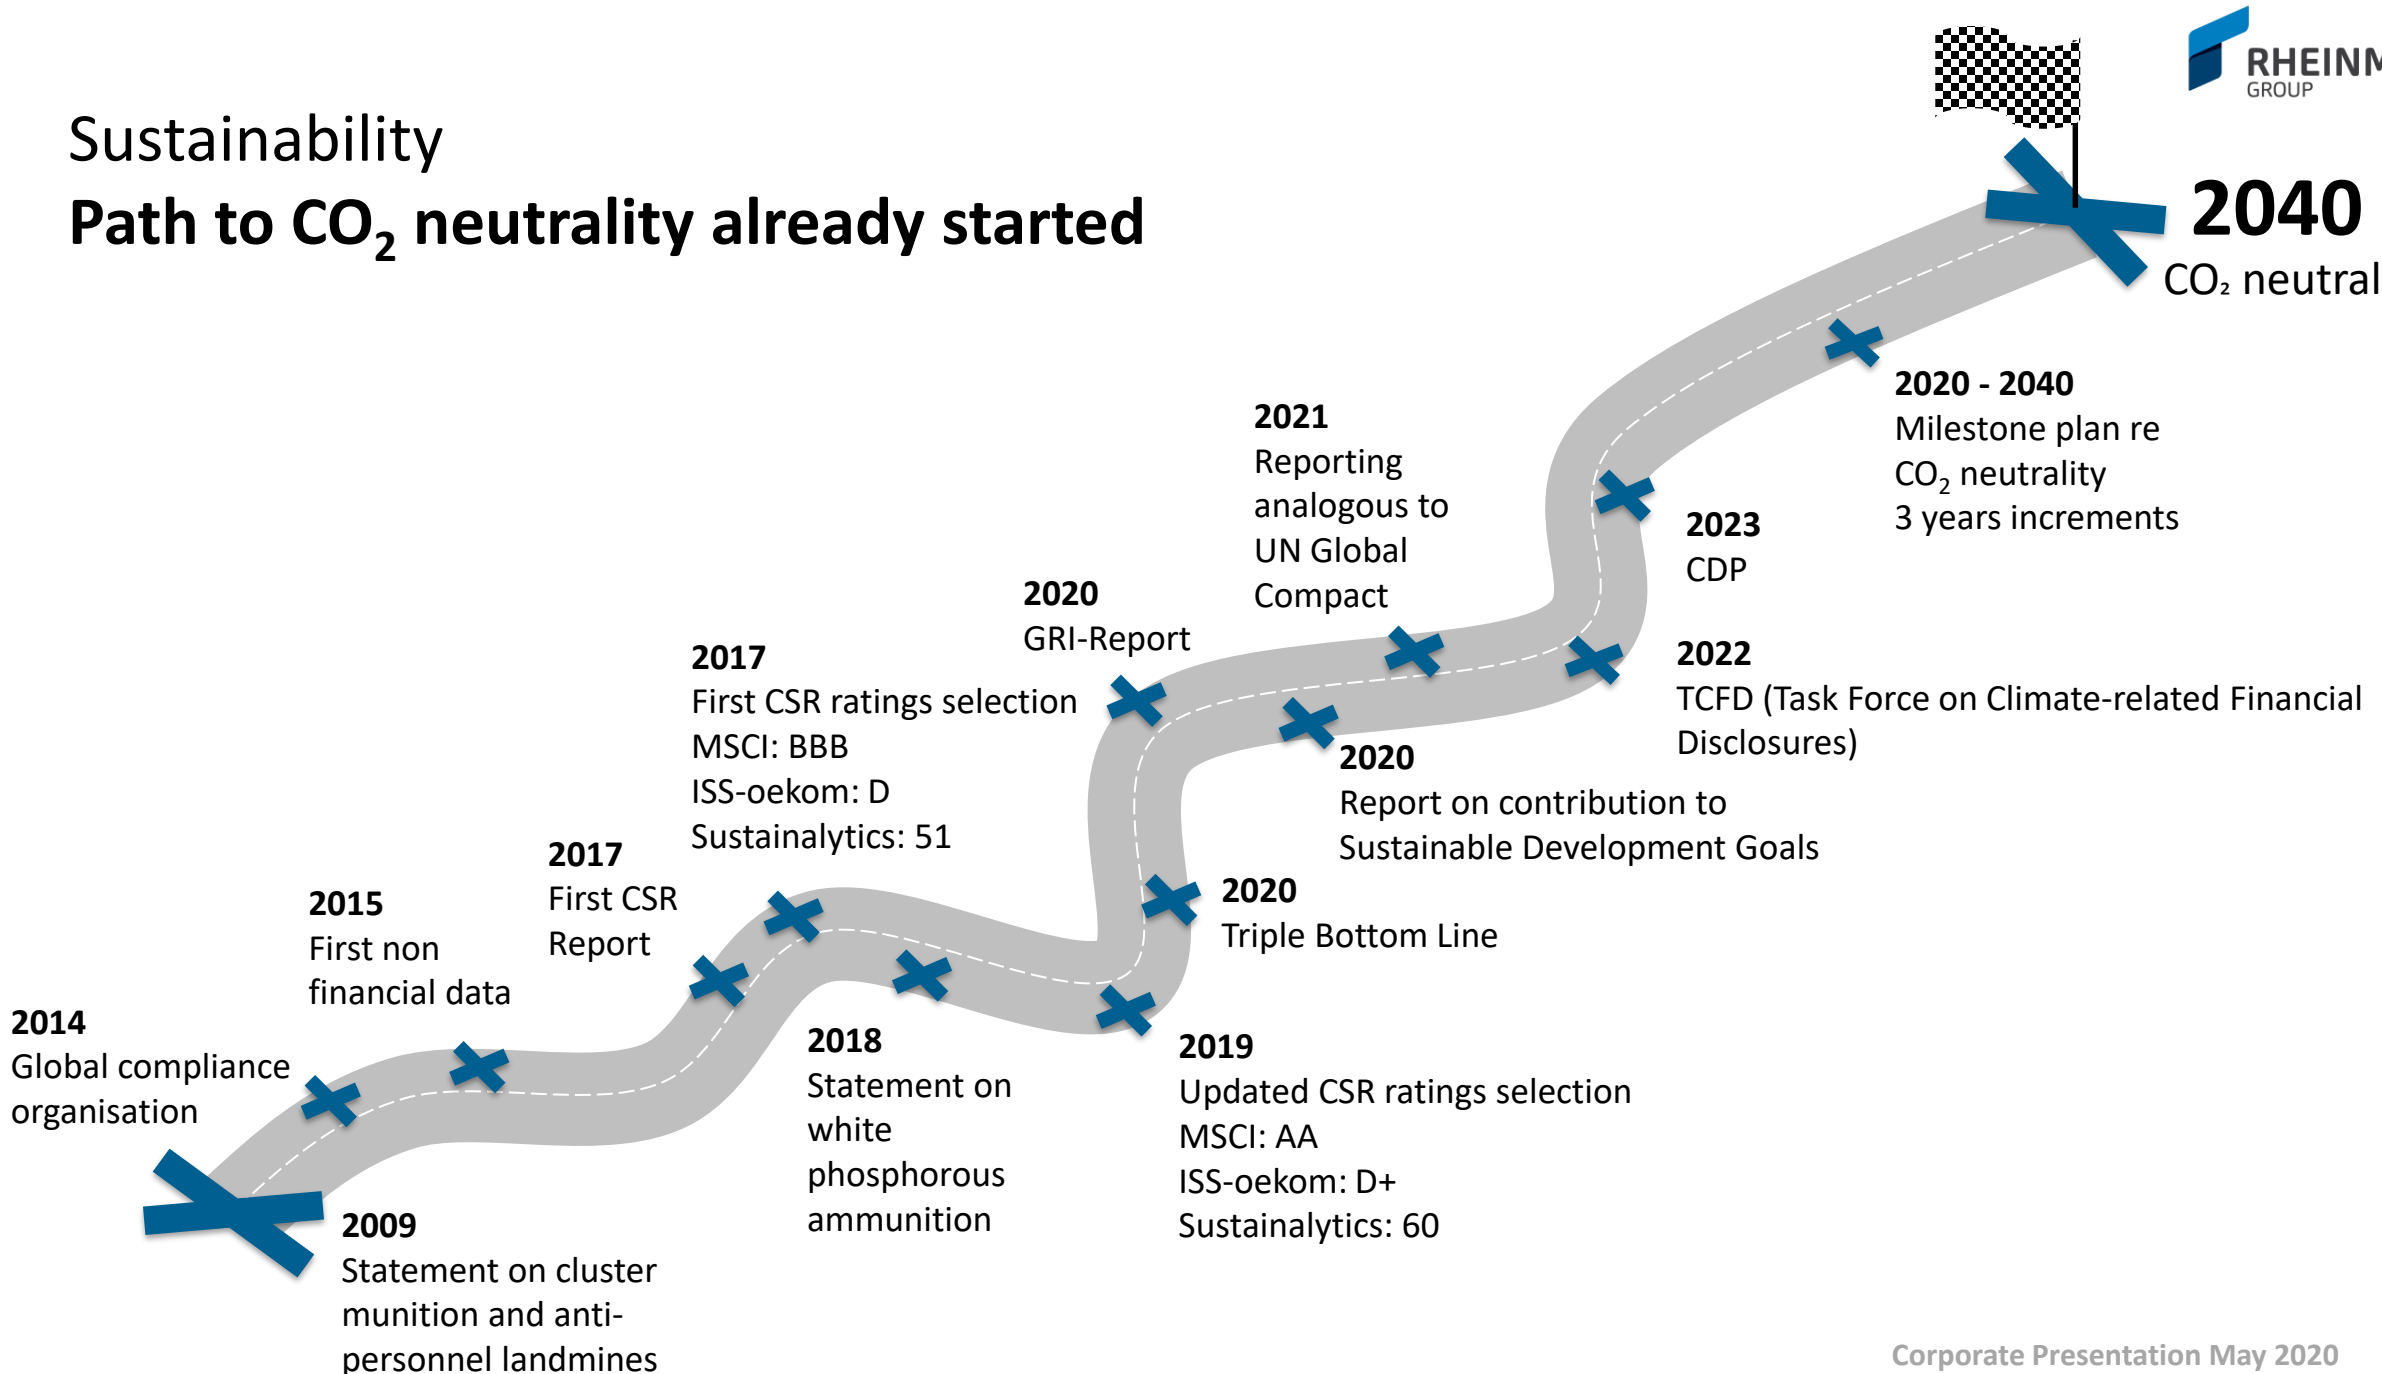 RHEINM
GROUP
Sustainability
Path to CO₂ neutrality already started
2040
CO₂ neutral
2020 - 2040
Milestone plan re
CO₂ neutrality
3 years increments
2021
Reporting
analogous to
UN Global
Compact
2023
CDP
2020
GRI-Report
2022
TCFD (Task Force on Climate-related Financial
Disclosures)
2017
First CSR ratings selection
MSCI: BBB
ISS-oekom: D
Sustainalytics: 51
2020
Report on contribution to
Sustainable Development Goals
2017
First CSR
Report
2020
Triple Bottom Line
2015
First non
financial data
2014
Global compliance
organisation
2018
Statement on
white
phosphorous
ammunition
2019
Updated CSR ratings selection
MSCI: AA
ISS-oekom: D+
Sustainalytics: 60
2009
Statement on cluster
munition and anti-
personnel landmines
Corporate Presentation May 2020